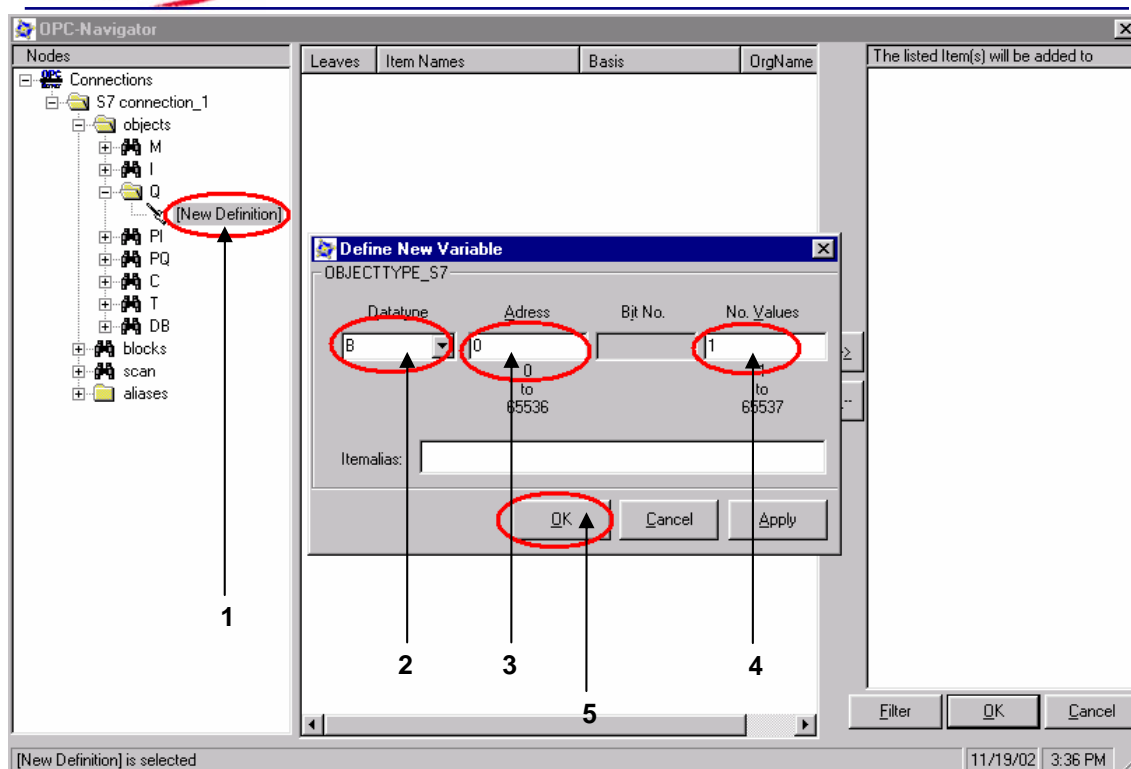 OPC-Navigator
Nodes
OPC
Connections
S7 connection_1
objects
M
I
Q
[New Definition]
PI
PQ
C
T
DB
blocks
scan
aliases
Leaves Item Names Basis OrgName
The listed Item(s) will be added to
Define New Variable
OBJECTTYPE_S7
Datatype Adress Bit No. No. Values
B 0 1
0 1
to to
65536 65537
Itemalias:
OK Cancel Apply
1
2 3 4
5
Filter OK Cancel
[New Definition] is selected 11/19/02 3:36 PM